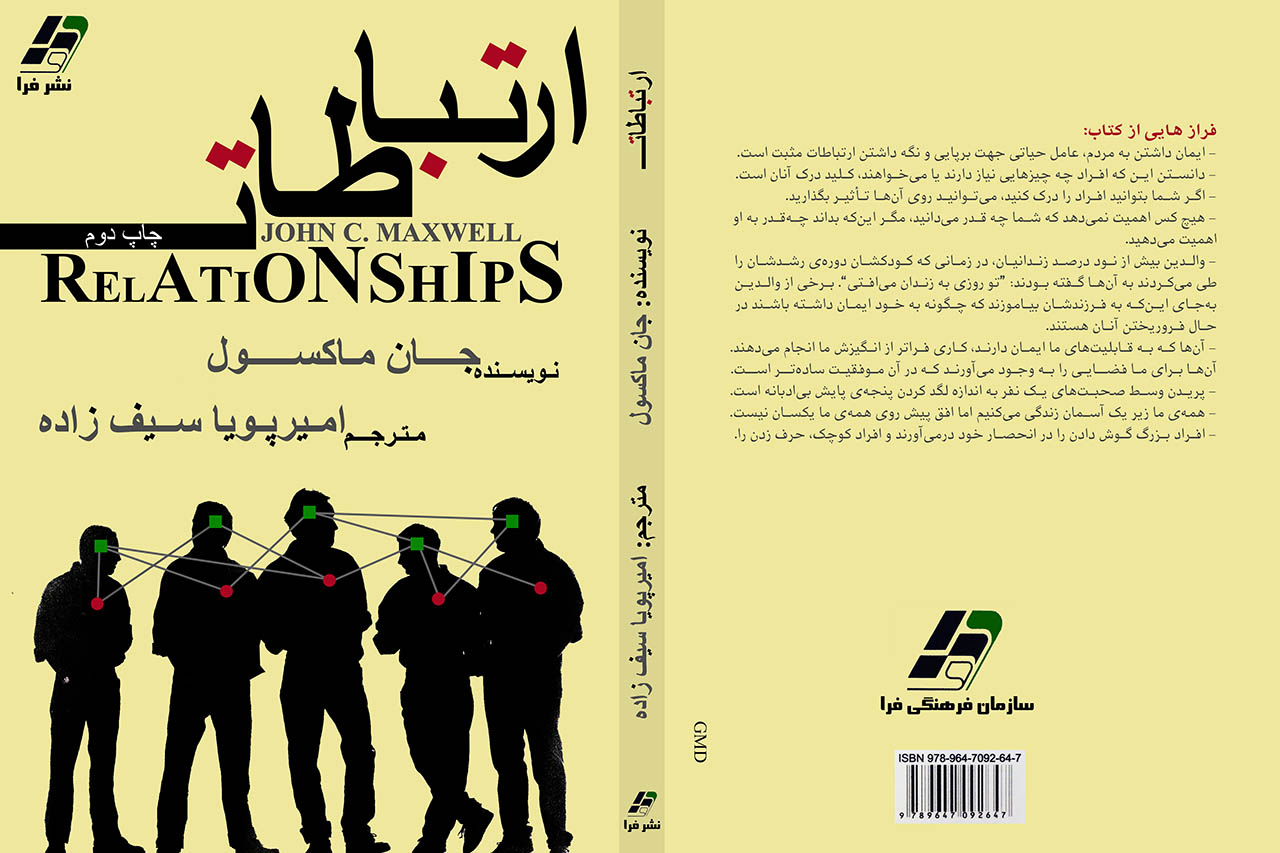 نشر فرا
ارتباطات
چاپ دوم
JOHN C. MAXWELL
RELATIONSHIPS
نویسنده جان ماکسول
مترجم امیرپویا سیف زاده
ارتباطات
نویسنده: جان ماکسول
مترجم: امیرپویا سیف زاده
نشر فرا
فراز هایی از کتاب:
- ایمان داشتن به مردم، عامل حیاتی جهت برپایی و نگه داشتن ارتباطات مثبت است.
- دانستن این که افراد چه چیزهایی نیاز دارند یا می‌خواهند، کلید درک آنان است.
- اگر شما بتوانید افراد را درک کنید، می‌توانید روی آن‌ها تأثیر بگذارید.
- هیچ کس اهمیت نمی‌دهد که شما چه قدر می‌دانید، مگر این‌که بداند چه‌قدر به او
اهمیت می‌دهید.
- والدین بیش از نود درصد زندانیان، در زمانی که کودکشان دوره‌ی رشدشان را
طی می‌کردند به آن‌ها گفته بودند: "تو روزی به زندان می‌افتی". برخی از والدین
به‌جای این‌که به فرزندشان بیاموزند که چگونه به خود ایمان داشته باشند در
حال فروریختن آنان هستند.
- آن‌ها که به قابلیت‌های ما ایمان دارند، کاری فراتر از انگیزش ما انجام می‌دهند.
آن‌ها برای ما فضایی را به وجود می‌آورند که در آن موفقیت ساده‌تر است.
- پریدن وسط صحبت‌های یک نفر به اندازه لگد کردن پنجه‌ی پایش بی‌ادبانه است.
- همه‌ی ما زیر یک آسمان زندگی می‌کنیم اما افق پیش روی همه‌ی ما یکسان نیست.
- افراد بزرگ گوش دادن را در انحصار خود درمی‌آورند و افراد کوچک، حرف زدن را.
سازمان فرهنگی فرا
GMD
ISBN 978-964-7092-64-7
9 789647 092647